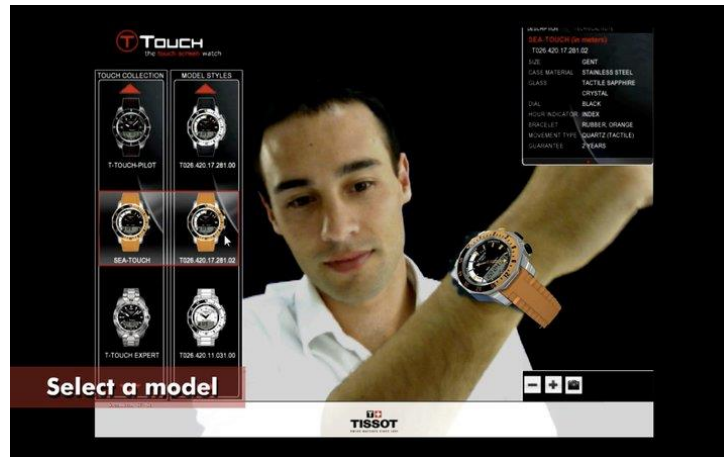 T Touch
the touch screen watch
TOUCH COLLECTION
MODEL STYLES
T-TOUCH-PILOT
T026.420.17.281.00
SEA-TOUCH
T026.420.17.281.02
T-TOUCH EXPERT
T026.420.11.031.00
Select a model
DESCRIPTION
SEA-TOUCH (in meters)
T026.420.17.281.02
SIZE GENT
CASE MATERIAL STAINLESS STEEL
GLASS TACTILE SAPPHIRE
CRYSTAL
DIAL BLACK
HOUR INDICATOR INDEX
BRACELET RUBBER, ORANGE
MOVEMENT TYPE QUARTZ (TACTILE)
GUARANTEE 2 YEARS
TISSOT